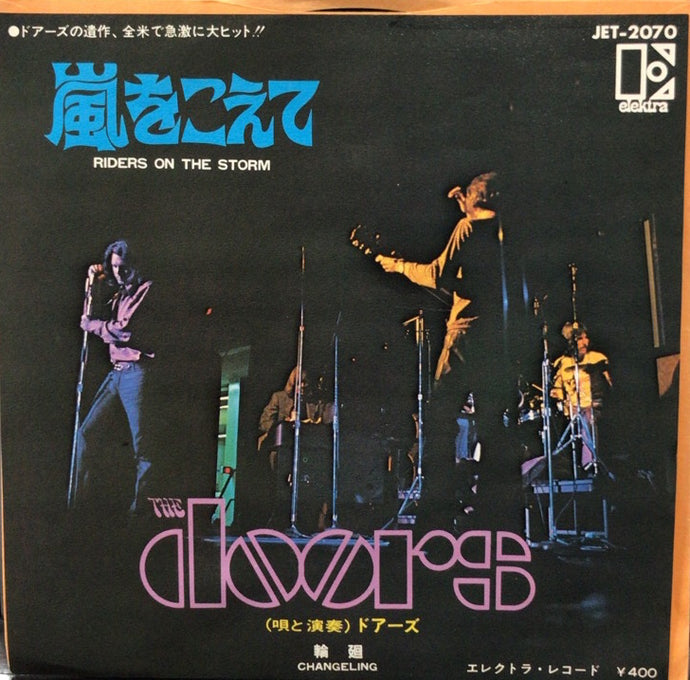 ●ドアーズの遺作、全米で急激に大ヒット!!
JET-2070
elektra
嵐をこえて
RIDERS ON THE STORM
THE
doors
(唄と演奏)ドアーズ
輪廻
CHANGELING
エレクトラ・レコード ¥400